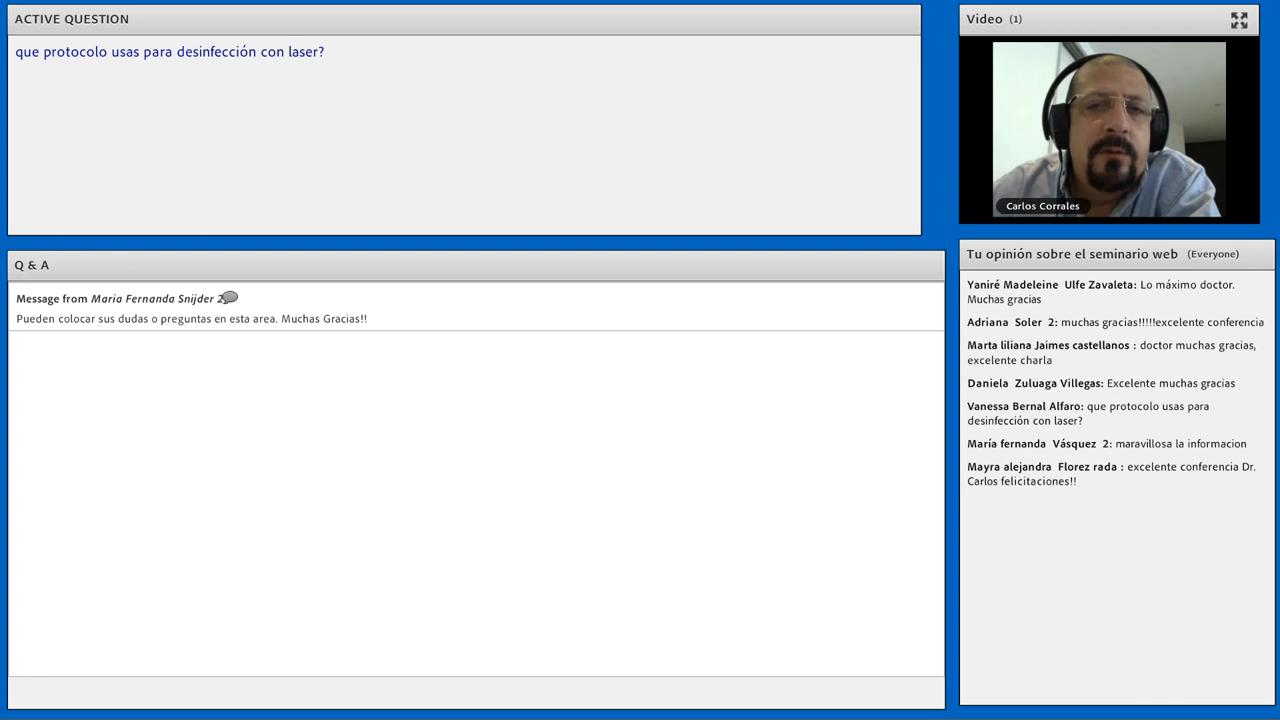 ACTIVE QUESTION
que protocolo usas para desinfección con laser?
Q & A
Message from Maria Fernanda Snijder 2
Pueden colocar sus dudas o preguntas en esta area. Muchas Gracias!!
Video (1)
Carlos Corrales
Tu opinión sobre el seminario web (Everyone)
Yaniré Madeleine Ulfe Zavaleta: Lo máximo doctor.
Muchas gracias
Adriana Soler 2: muchas gracias!!!!!excelente conferencia
Marta liliana Jaimes castellanos : doctor muchas gracias,
excelente charla
Daniela Zuluaga Villegas: Excelente muchas gracias
Vanessa Bernal Alfaro: que protocolo usas para
desinfección con laser?
María fernanda Vásquez 2: maravillosa la informacion
Mayra alejandra Florez rada : excelente conferencia Dr.
Carlos felicitaciones!!